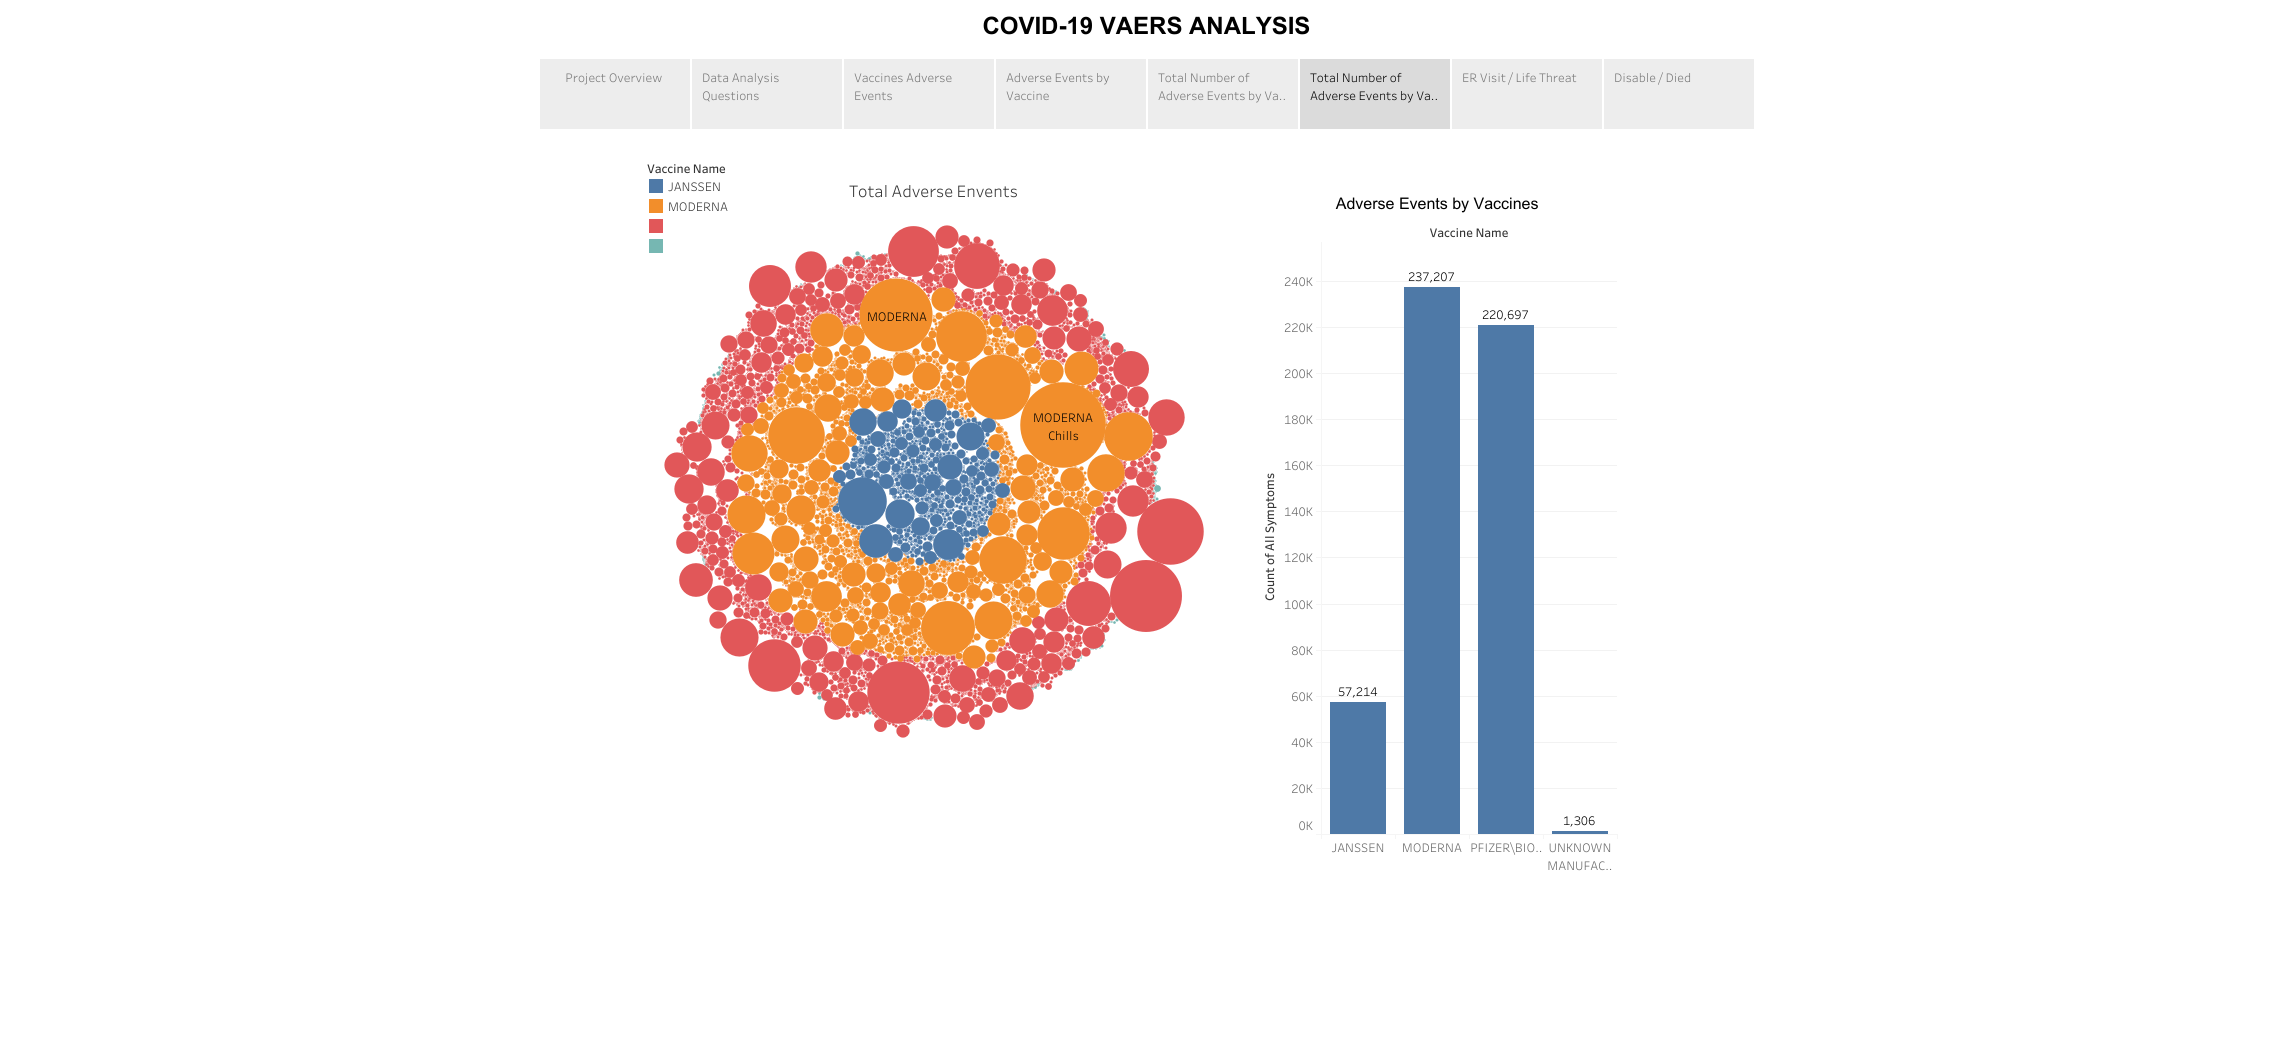 COVID-19 VAERS ANALYSIS
Project Overview
Data Analysis
Questions
Vaccines Adverse
Events
Adverse Events by
Vaccine
Total Number of
Adverse Events by Va..
Total Number of
Adverse Events by Va..
ER Visit / Life Threat
Disable / Died
Vaccine Name
JANSSEN
MODERNA
Total Adverse Envents
MODERNA
MODERNA
Chills
Adverse Events by Vaccines
Vaccine Name
Count of All Symptoms
240K
220K
200K
180K
160K
140K
120K
100K
80K
60K
40K
20K
0K
57,214
237,207
220,697
1,306
JANSSEN
MODERNA
PFIZER\BIO..
UNKNOWN
MANUFAC..